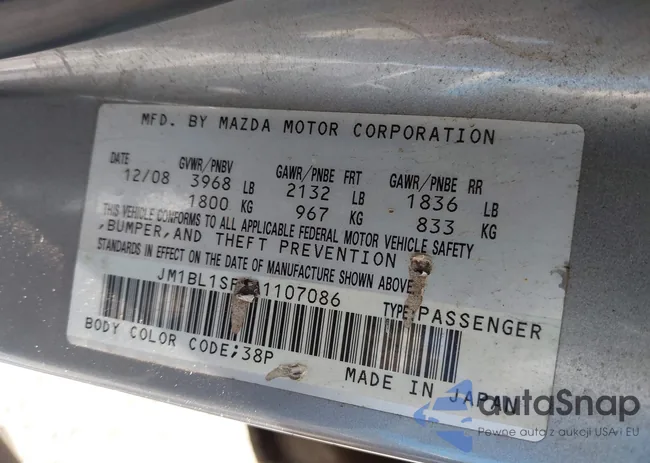 MFD. BY MAZDA MOTOR CORPORATION
DATE GVWR/PNBV GAWR/PNBE FRT GAWR/PNBE RR
12/08 3968 LB 2132 LB 1836 LB
1800 KG 967 KG 833 KG
THIS VEHICLE CONFORMS TO ALL APPLICABLE FEDERAL MOTOR VEHICLE SAFETY
,BUMPER,AND THEFT PREVENTION
STANDARDS IN EFFECT ON THE DATE OF MANUFACTURE SHOWN ABOVE
JM1BL1SF 1107086 TYPE:PASSENGER
BODY COLOR CODE;38P
MADE IN JAPAN
autoSnap
Pewne auta z aukcji USA i EU